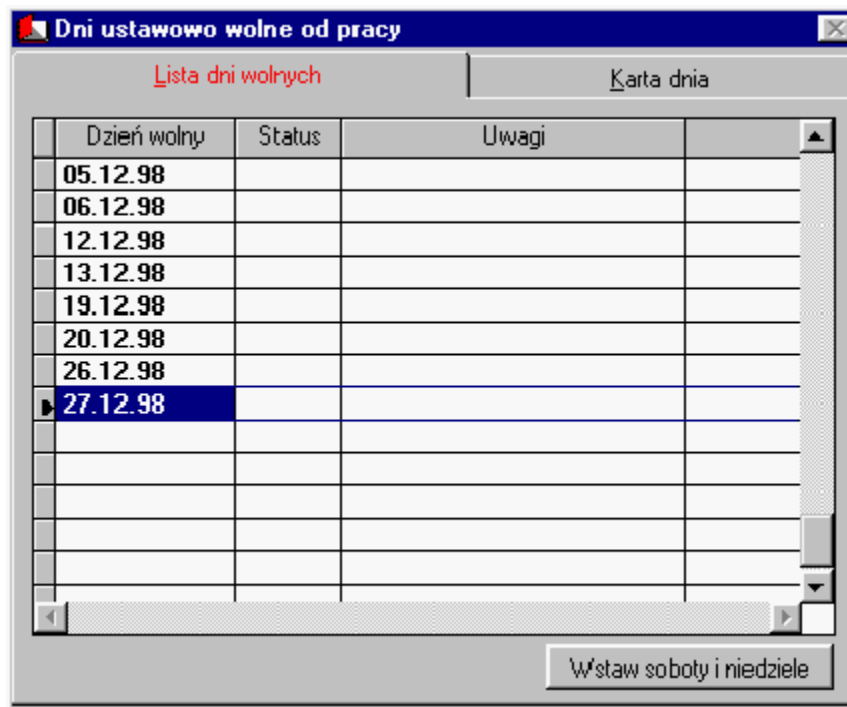 Dni ustawowo wolne od pracy
Lista dni wolnych Karta dnia
Dzień wolny Status Uwagi
05.12.98
06.12.98
12.12.98
13.12.98
19.12.98
20.12.98
26.12.98
27.12.98
Wstaw soboty i niedziele